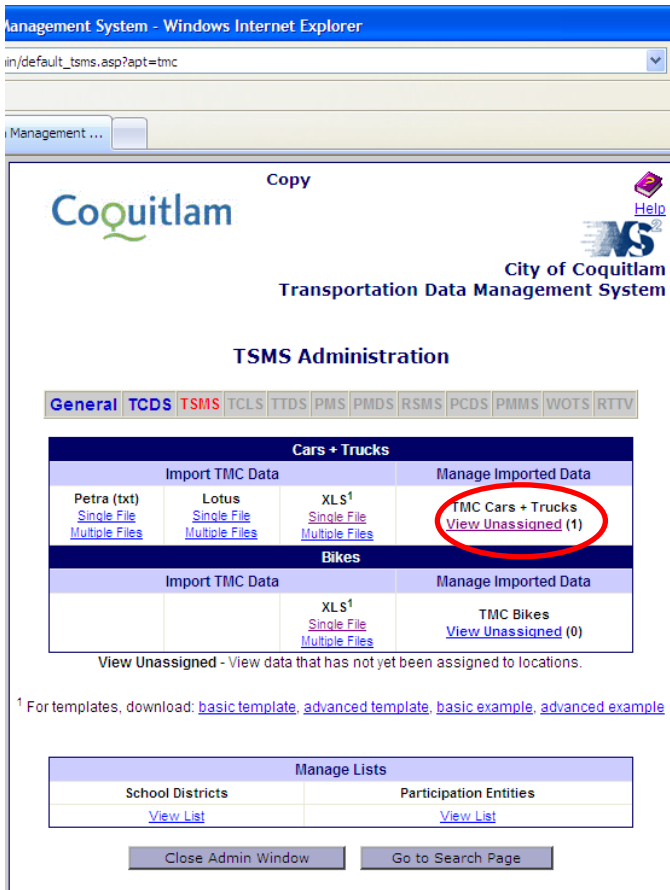 Management System - Windows Internet Explorer
in/default_tsms.asp?apt=tmc
Management ...
Copy
Coquitlam
Help
MS2
City of Coquitlam
Transportation Data Management System
TSMS Administration
General TCDS TSMS TCLS TTDS PMS PMDS RSMS PCDS PMMS WOTS RTTV
Cars + Trucks
Import TMC Data Manage Imported Data
Petra (txt) Lotus XLS1 TMC Cars + Trucks
Single File Single File Single File View Unassigned (1)
Multiple Files Multiple Files Multiple Files
Bikes
Import TMC Data Manage Imported Data
XLS1 TMC Bikes
Single File View Unassigned (0)
Multiple Files
View Unassigned - View data that has not yet been assigned to locations.
1 For templates, download: basic template, advanced template, basic example, advanced example
Manage Lists
School Districts Participation Entities
View List View List
Close Admin Window Go to Search Page